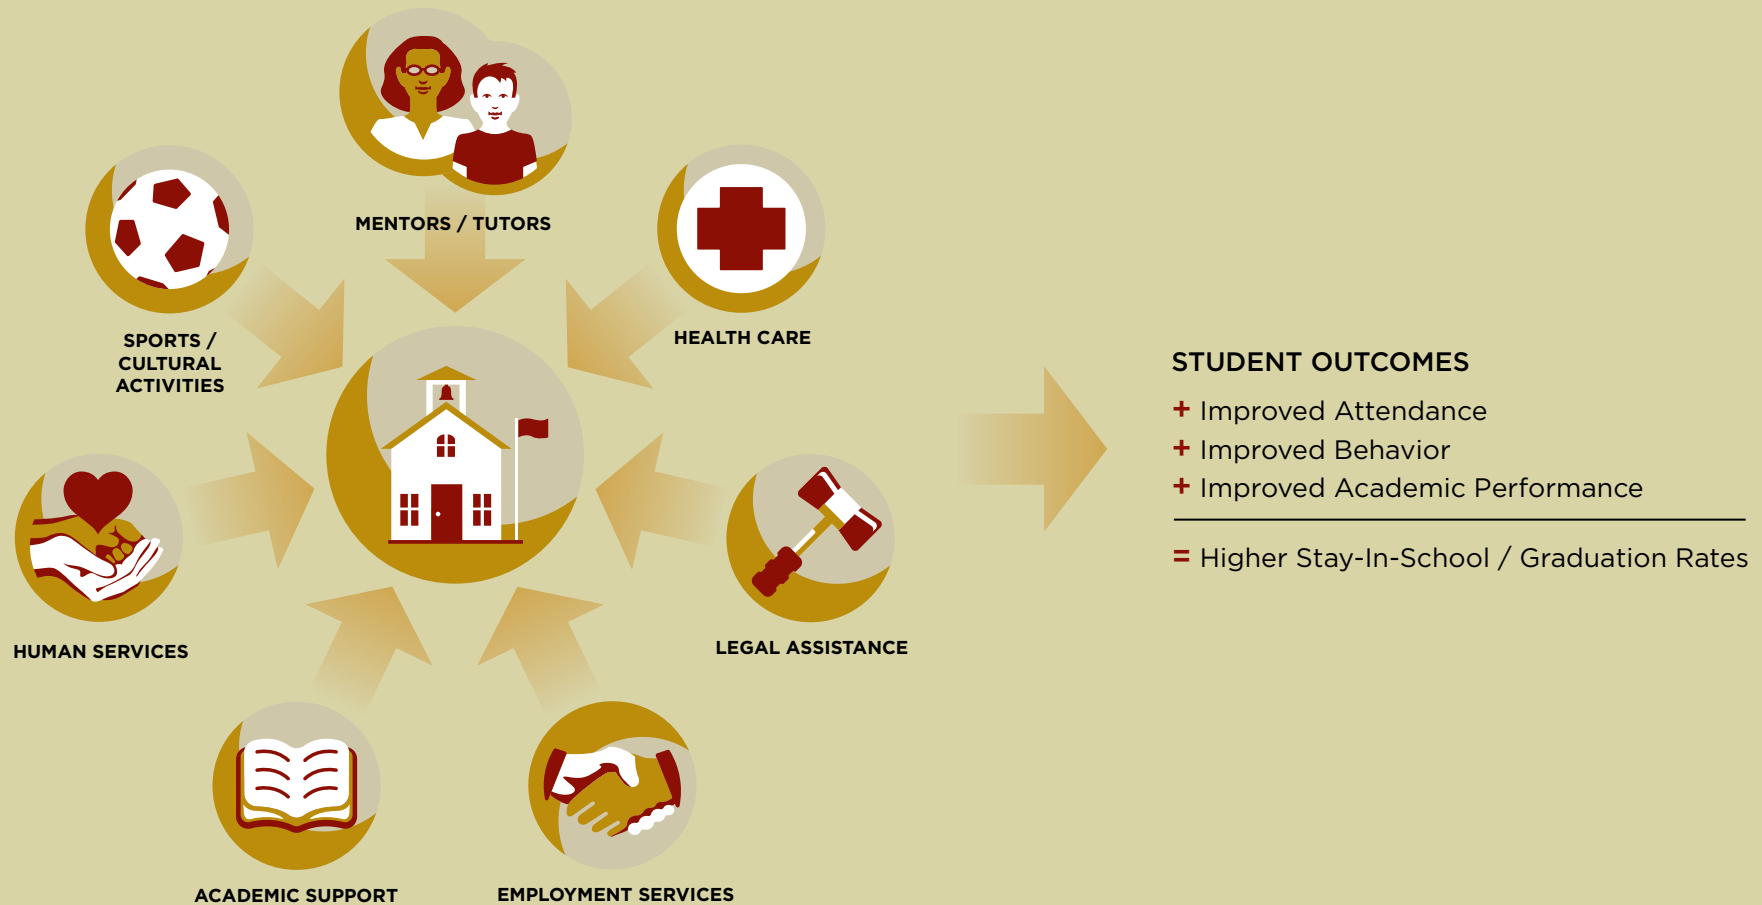 MENTORS / TUTORS
SPORTS /
CULTURAL
ACTIVITIES
HEALTH CARE
HUMAN SERVICES
LEGAL ASSISTANCE
ACADEMIC SUPPORT
EMPLOYMENT SERVICES
STUDENT OUTCOMES
+ Improved Attendance
+ Improved Behavior
+ Improved Academic Performance
= Higher Stay-In-School / Graduation Rates